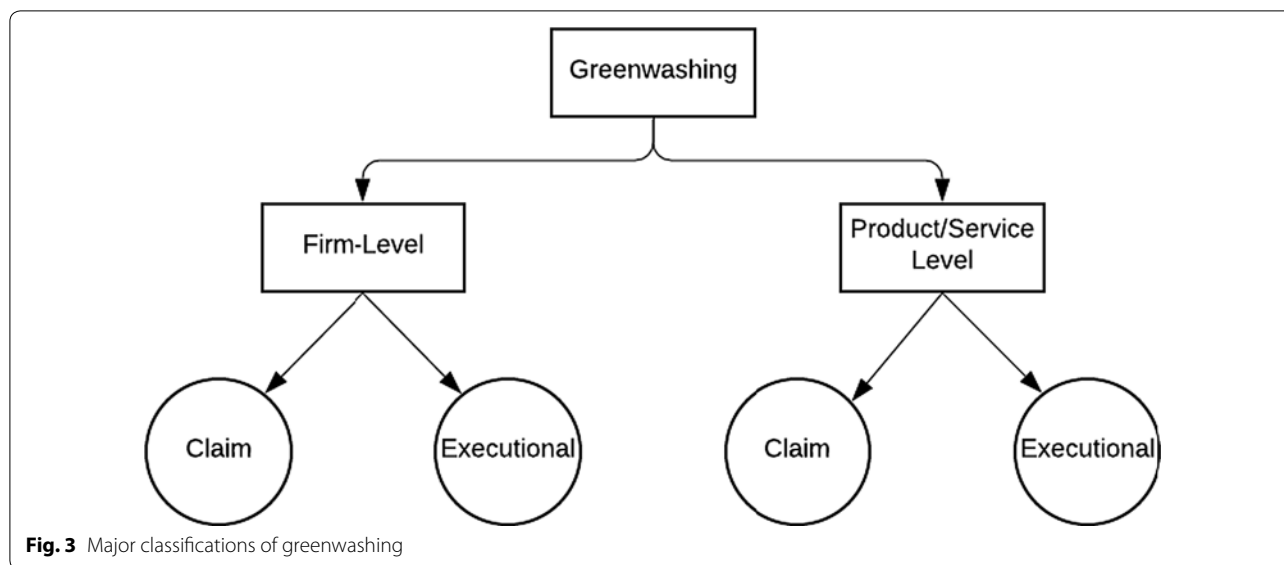 Greenwashing
Firm-Level
Product/Service
Level
Claim
Executional
Claim
Executional
Fig. 3 Major classifications of greenwashing